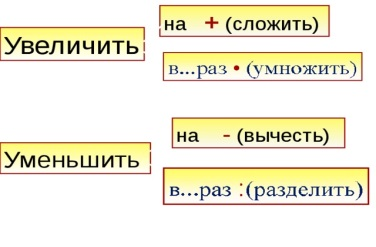 на + (сложить)
Увеличить
в...раз • (умножить)
на - (вычесть)
Уменьшить
в...раз :(разделить)